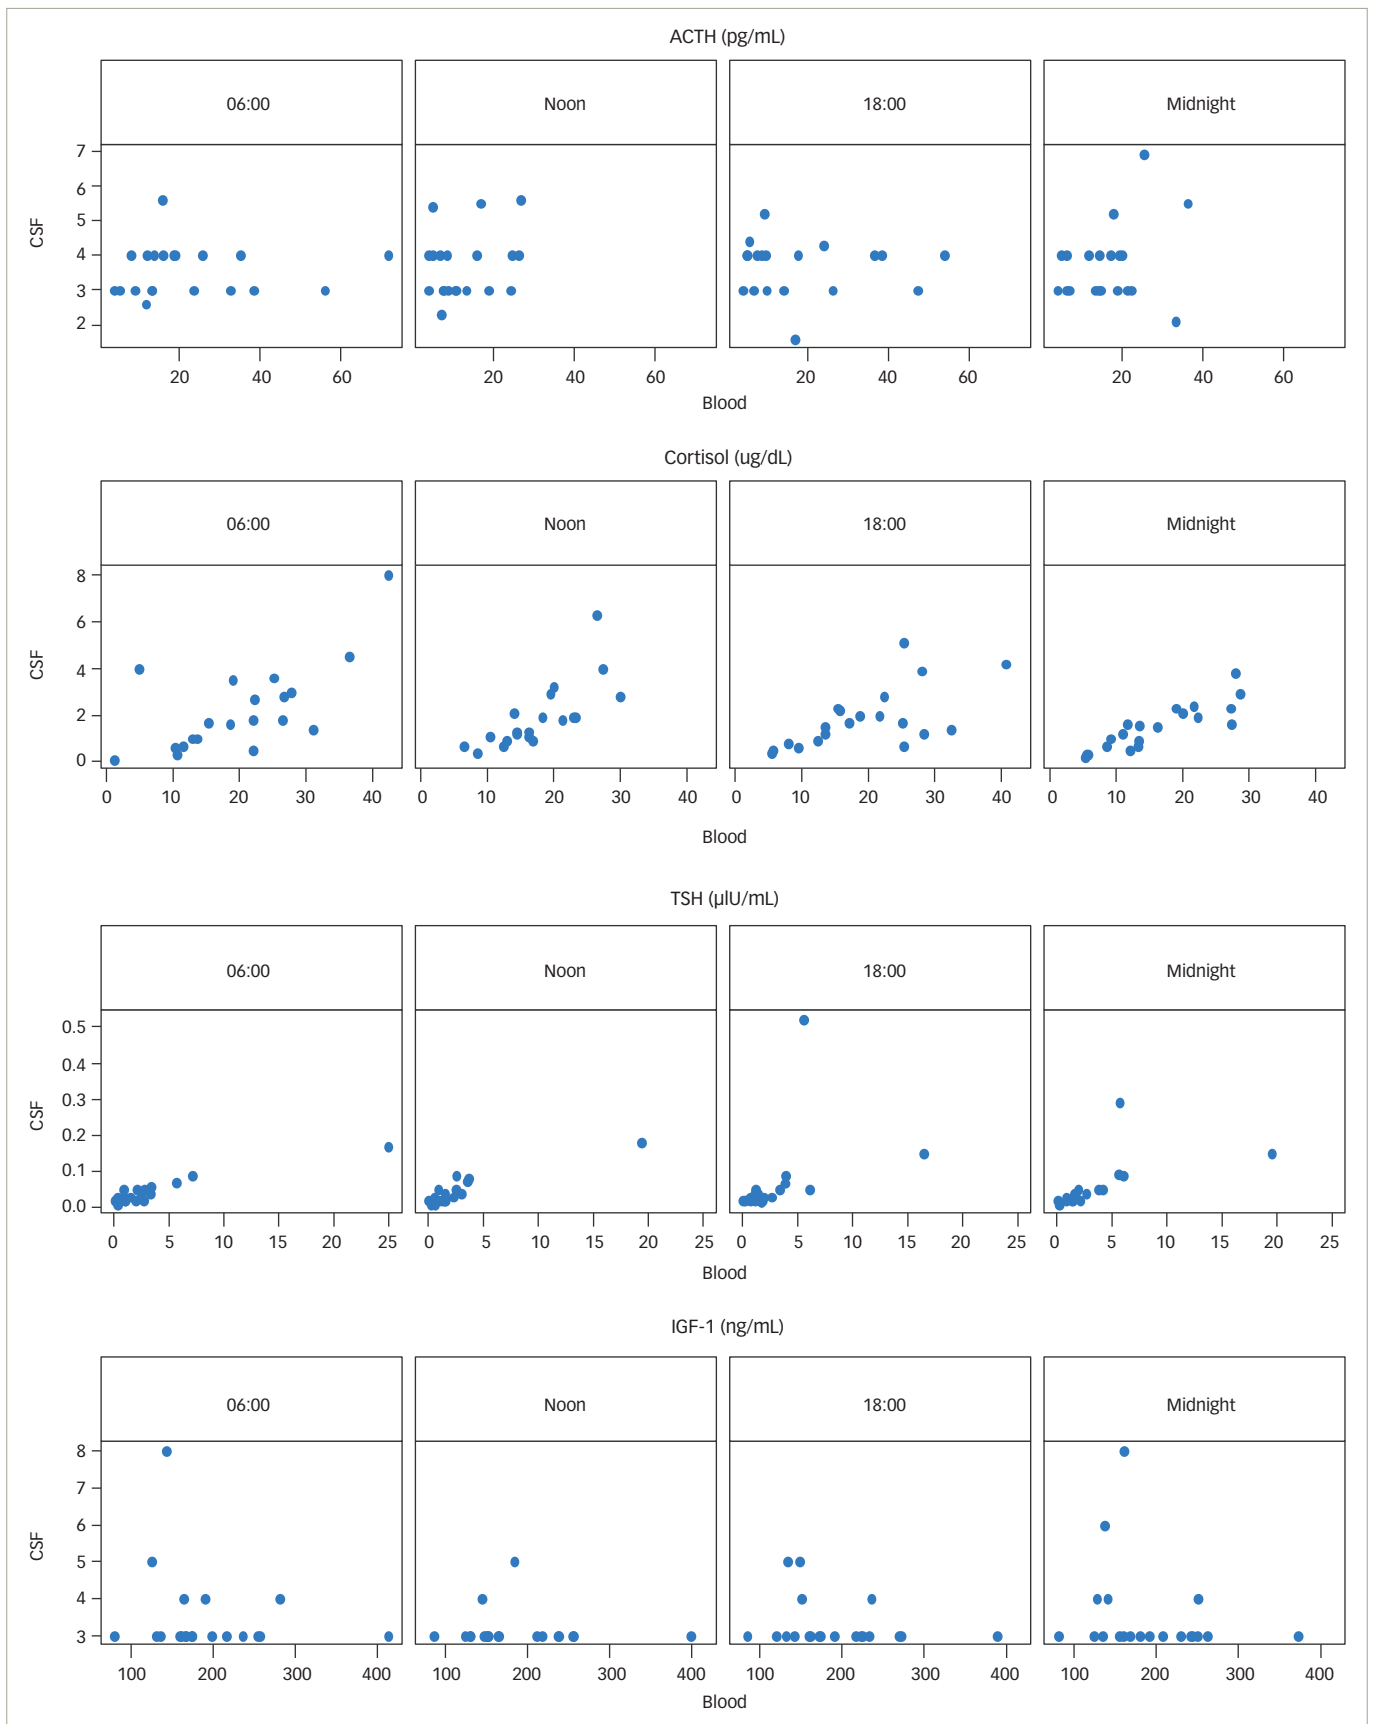 ACTH (pg/mL)
06:00 Noon 18:00 Midnight
7
6
5
4
3
2
CSF
20 40 60 20 40 60 20 40 60 20 40 60
Blood
Cortisol (ug/dL)
06:00 Noon 18:00 Midnight
8
6
4
2
0
CSF
0 10 20 30 40 0 10 20 30 40 0 10 20 30 40 0 10 20 30 40
Blood
TSH (µlU/mL)
06:00 Noon 18:00 Midnight
0.5
0.4
0.3
0.2
0.1
0.0
CSF
0 5 10 15 20 25 0 5 10 15 20 25 0 5 10 15 20 25 0 5 10 15 20 25
Blood
IGF-1 (ng/mL)
06:00 Noon 18:00 Midnight
8
7
6
5
4
3
CSF
100 200 300 400 100 200 300 400 100 200 300 400 100 200 300 400
Blood